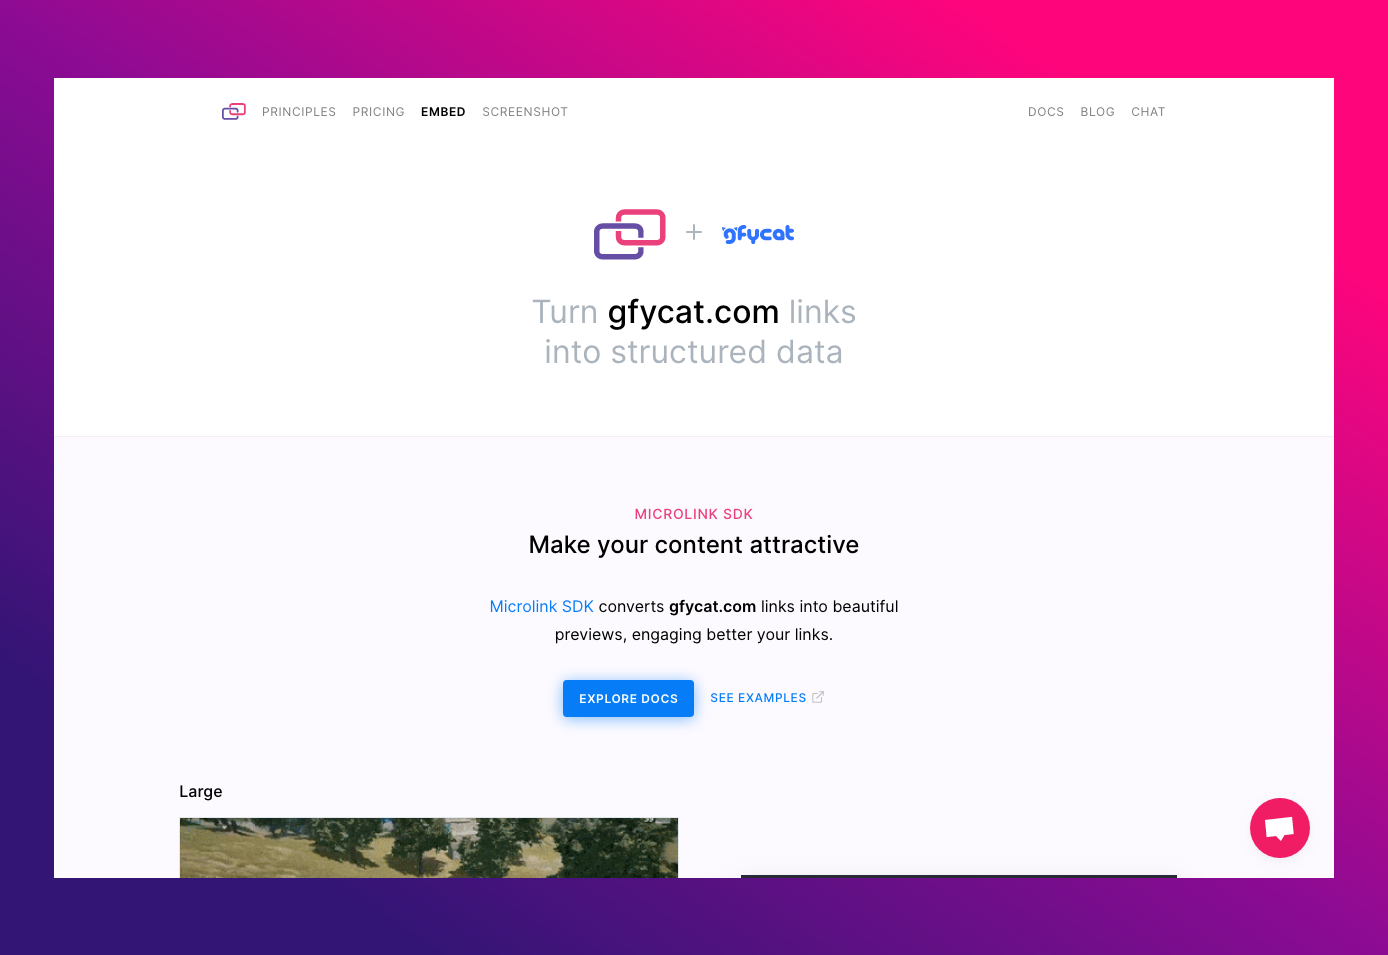 PRINCIPLES PRICING EMBED SCREENSHOT DOCS BLOG CHAT
gfycat
Turn gfycat.com links
into structured data
MICROLINK SDK
Make your content attractive
Microlink SDK converts gfycat.com links into beautiful
previews, engaging better your links.
EXPLORE DOCS SEE EXAMPLES
Large